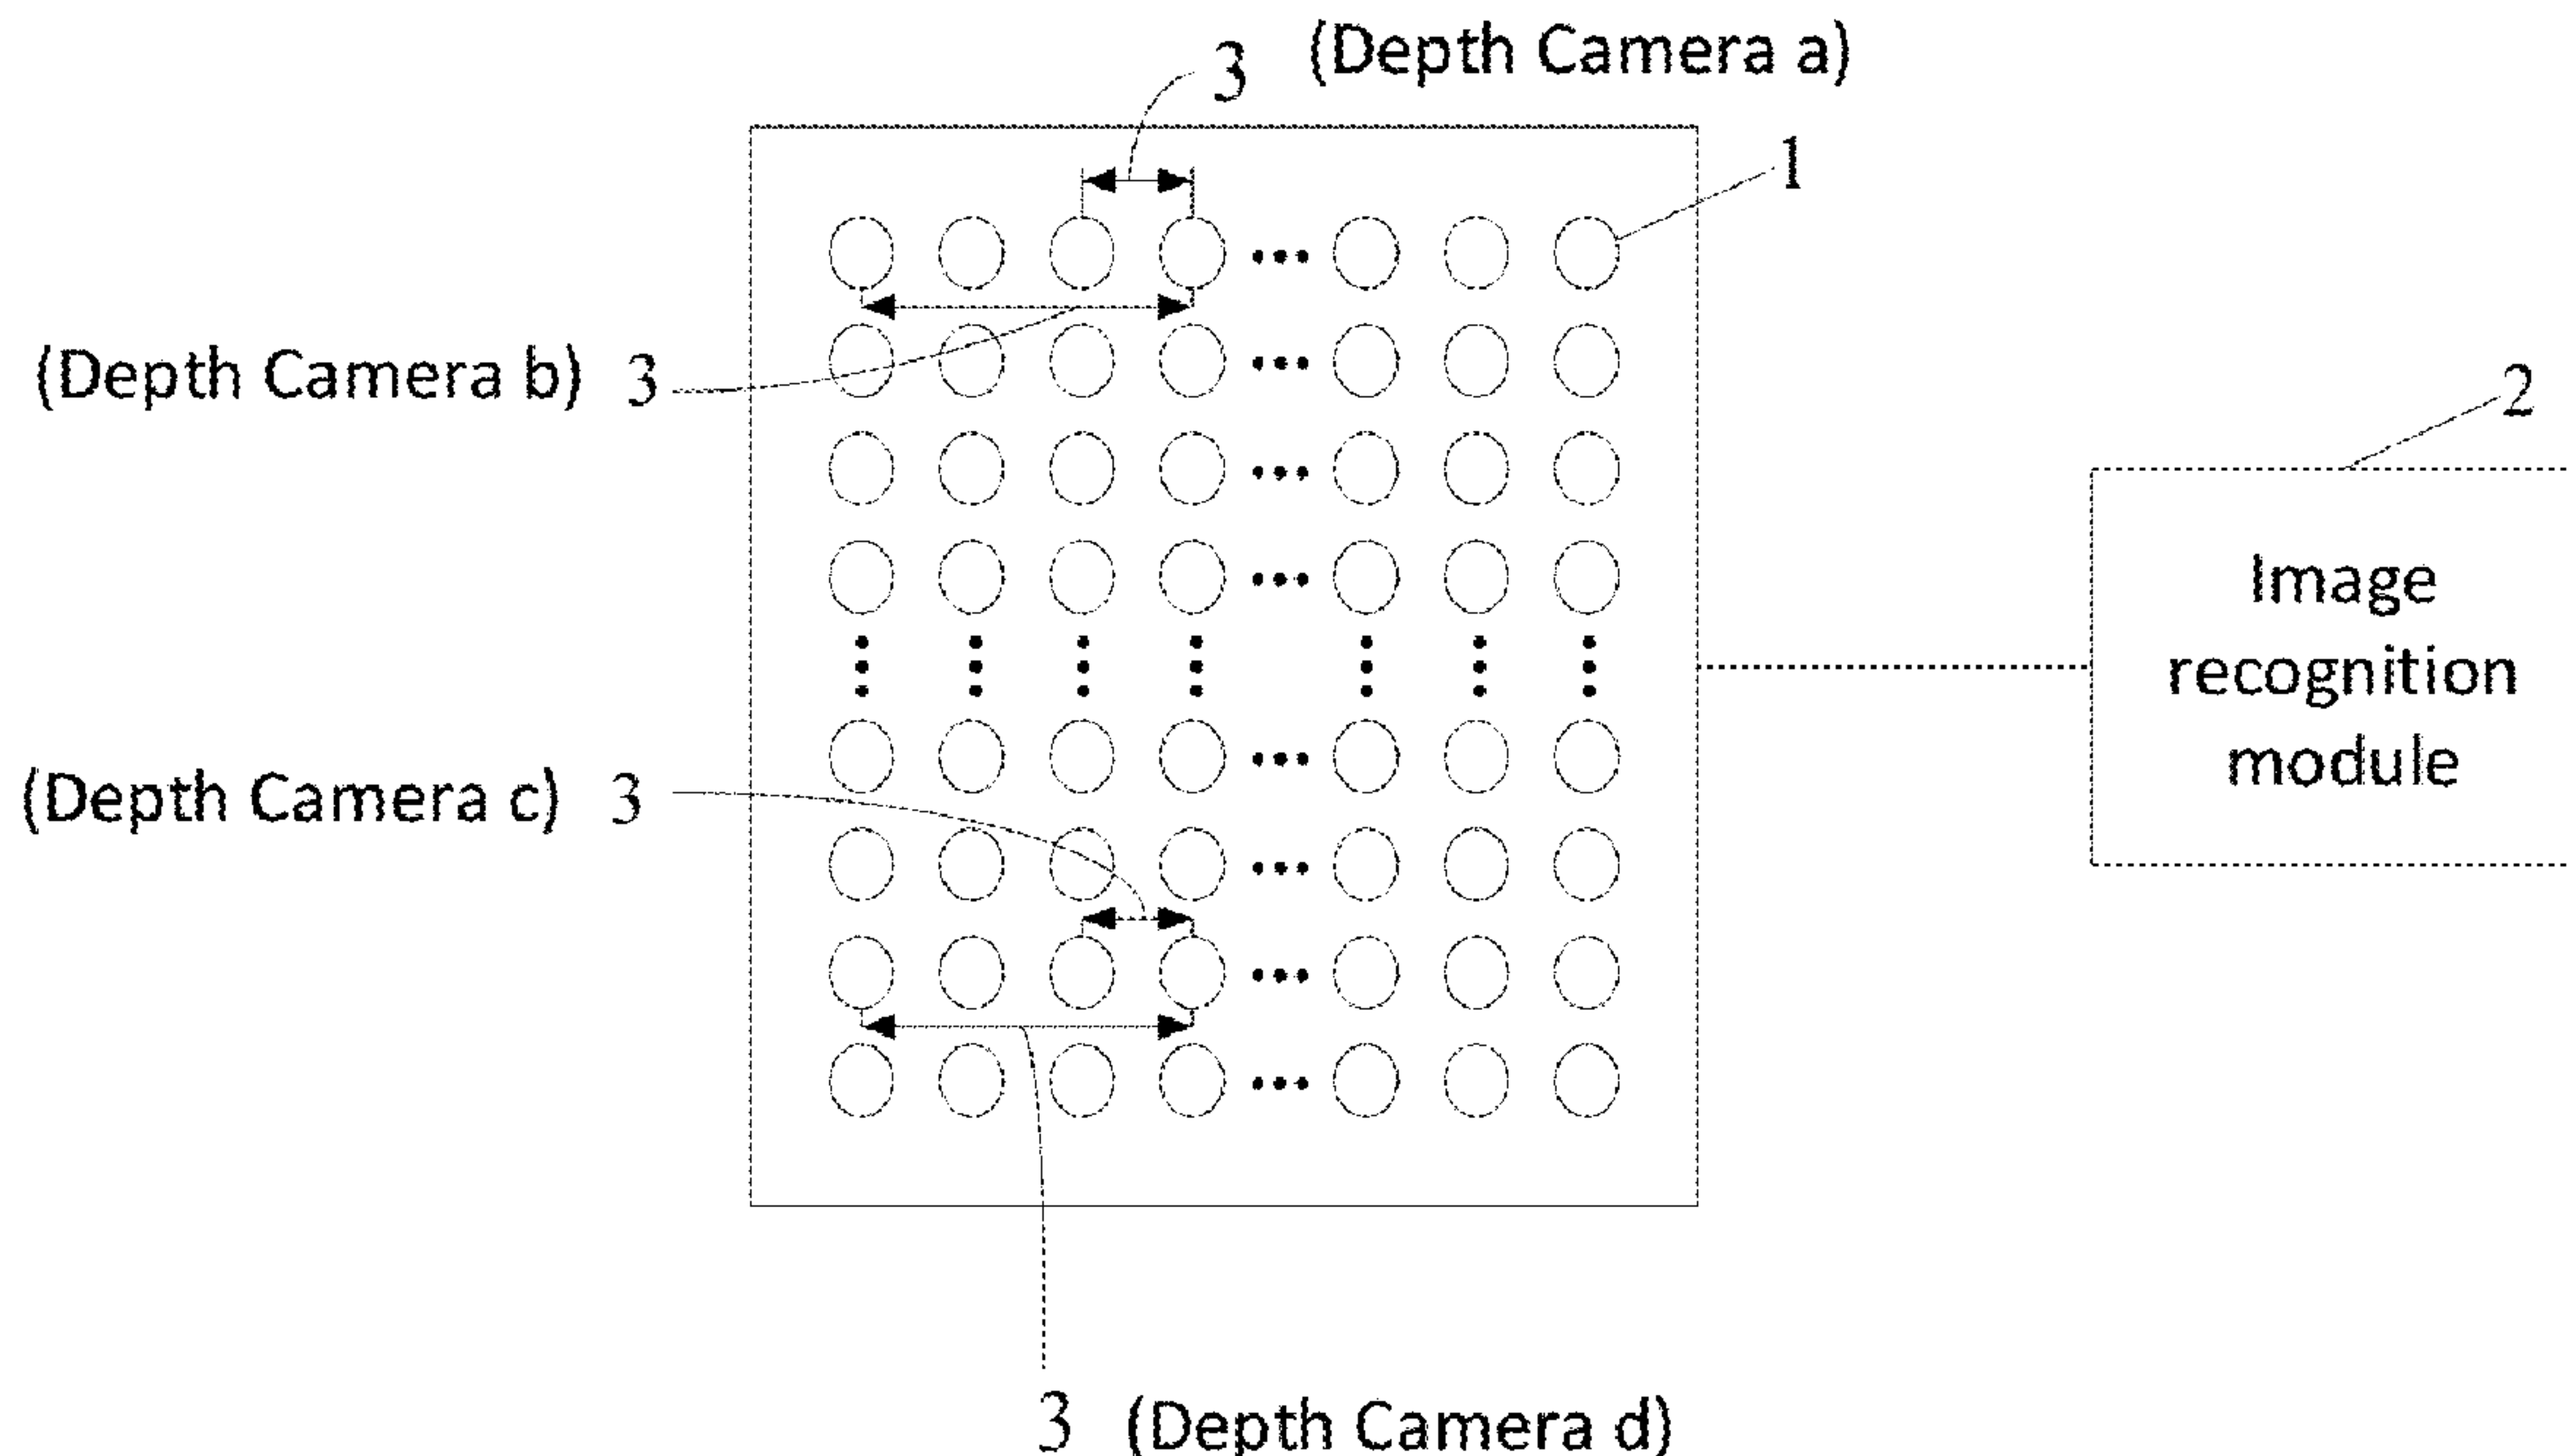 3 (Depth Camera a)
1
(Depth Camera b) 3
2
Image
recognition
module
(Depth Camera c) 3
3 (Depth Camera d)